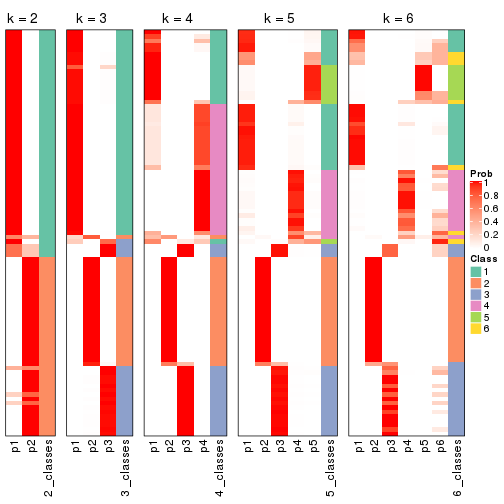 k = 2
k = 3
k = 4
k = 5
k = 6
p1
p2
2_classes
p1
p2
p3
3_classes
p1
p2
p3
p4
4_classes
p1
p2
p3
p4
p5
5_classes
p1
p2
p3
p4
p5
p6
6_classes
Prob
1
0.8
0.6
0.4
0.2
0
Class
1
2
3
4
5
6